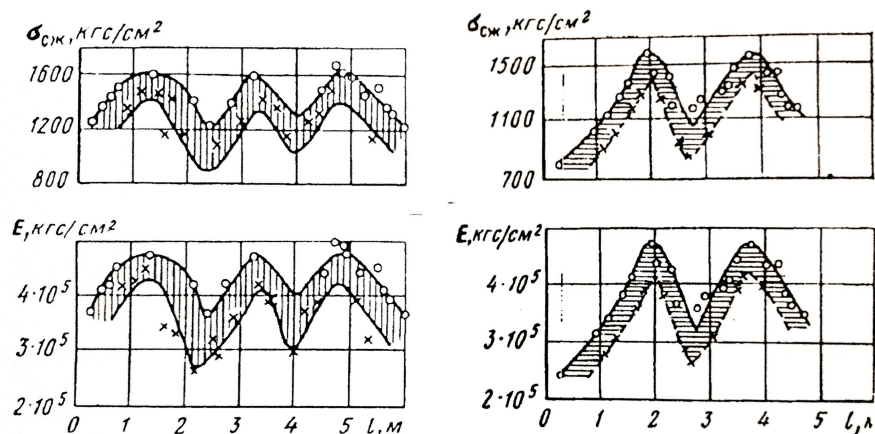 σсж, кгс/см²
1600
1200
800
E, кгс/см²
4·10⁵
3·10⁵
2·10⁵
0 1 2 3 4 5 l, м
σсж, кгс/см²
1500
1100
700
E, кгс/см²
4·10⁵
3·10⁵
2·10⁵
0 1 2 3 4 5 l, м